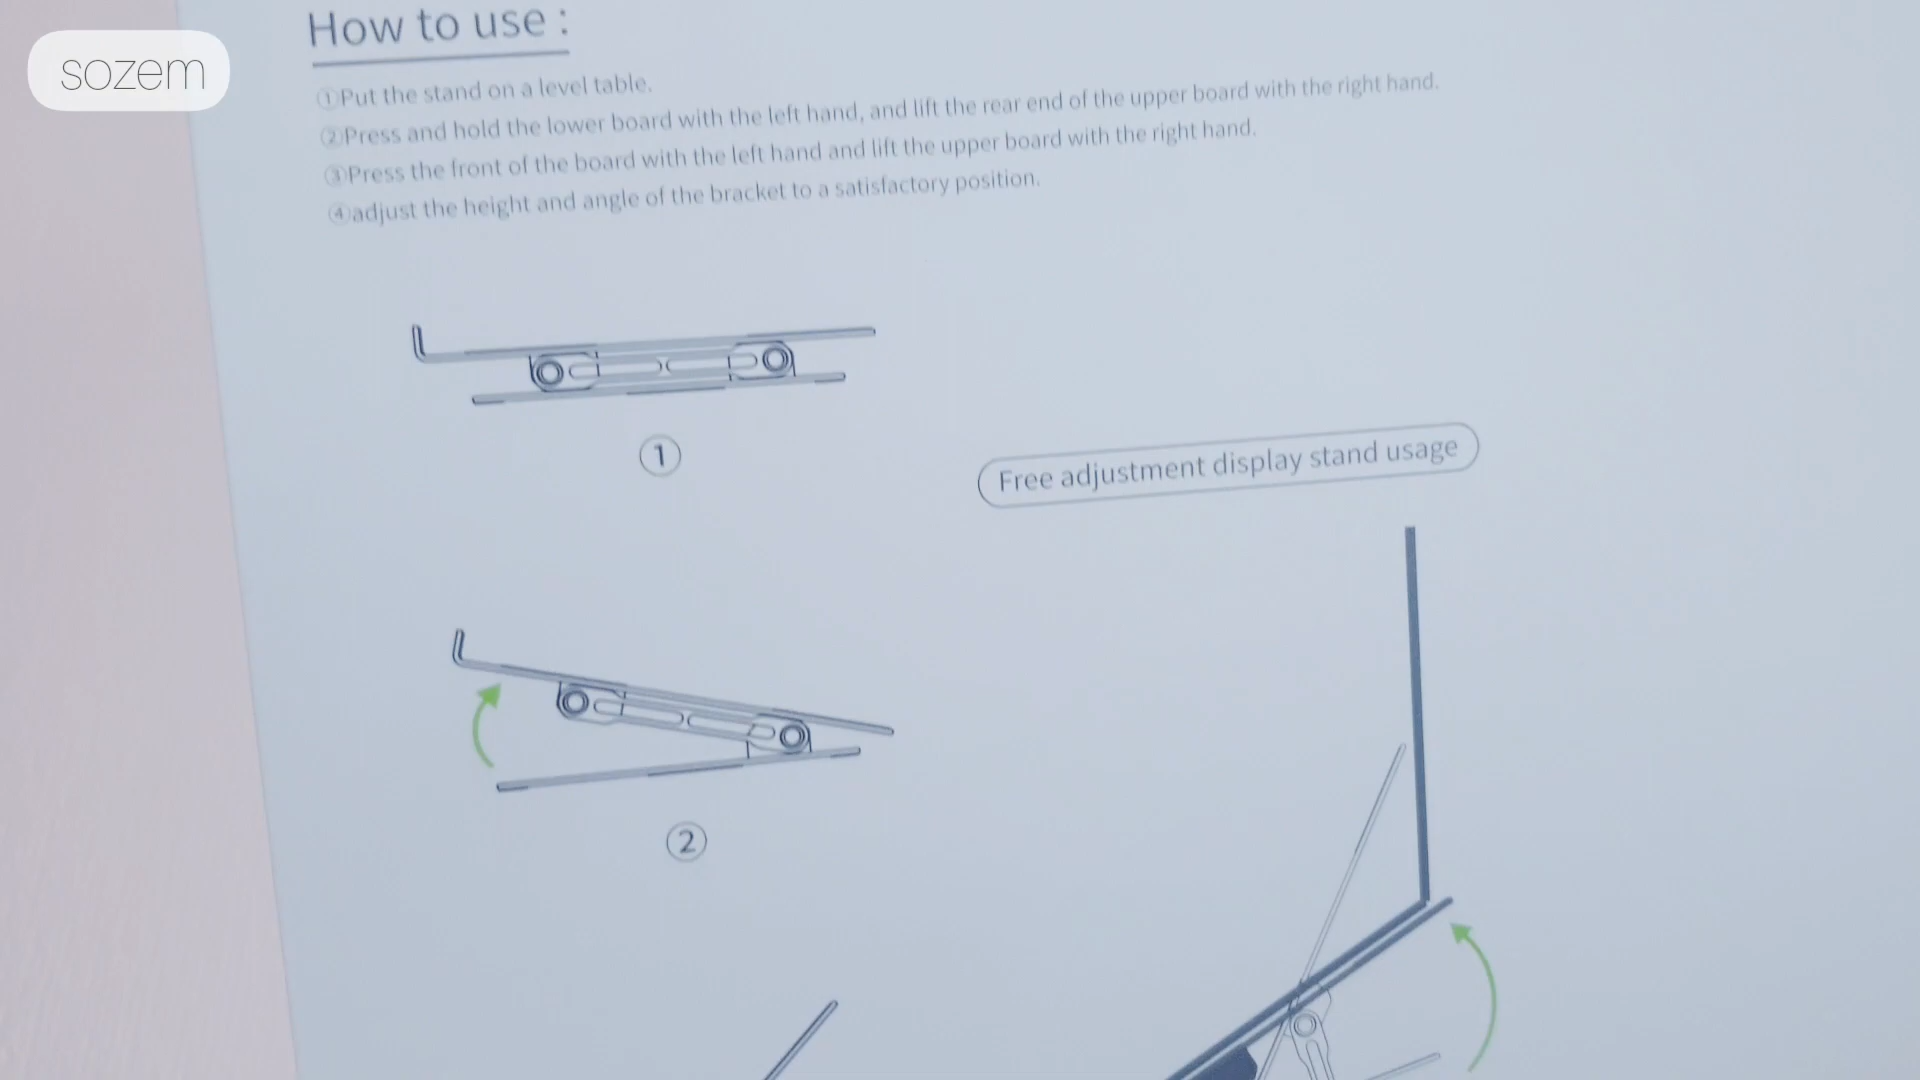 sozem
How to use :
①Put the stand on a level table.
②Press and hold the lower board with the left hand, and lift the rear end of the upper board with the right hand.
③Press the front of the board with the left hand and lift the upper board with the right hand.
④adjust the height and angle of the bracket to a satisfactory position.
①
Free adjustment display stand usage
②